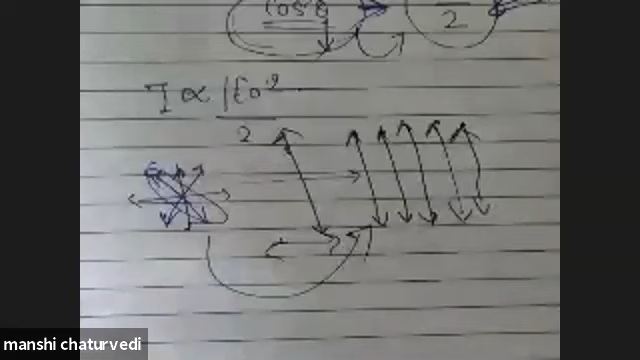 cos²θ
2
I ∝ |E₀²
2
manshi chaturvedi